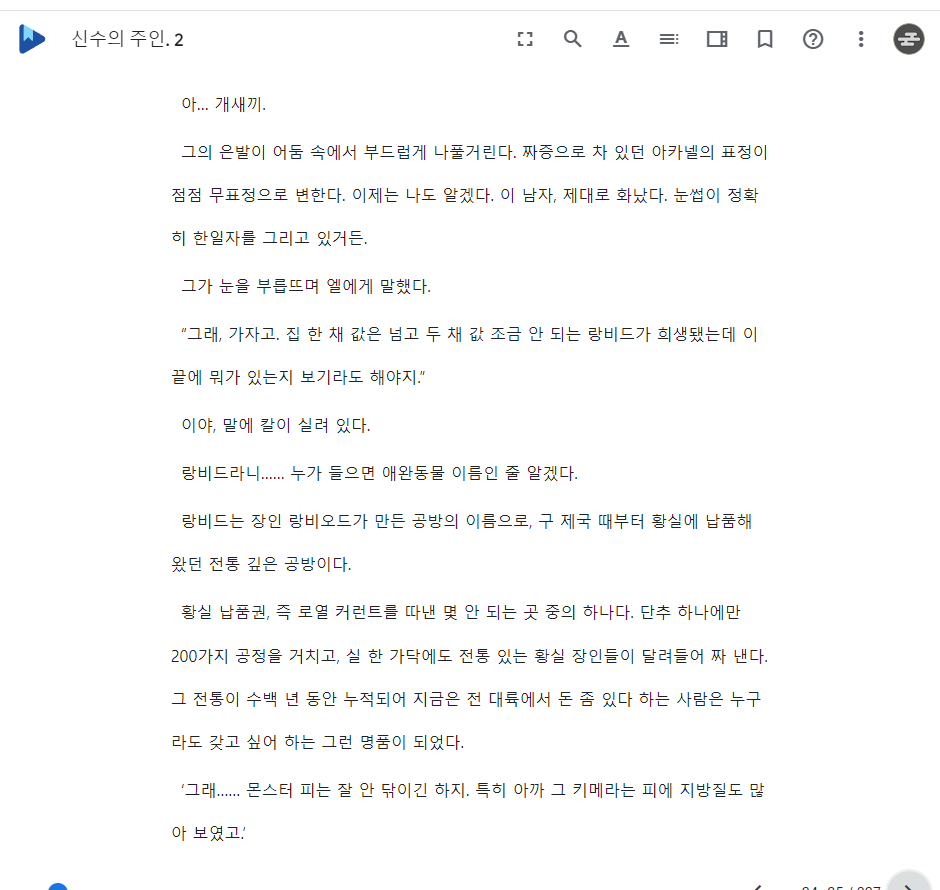 신수의 주인. 2
아... 개새끼.
그의 은발이 어둠 속에서 부드럽게 나풀거린다. 짜증으로 차 있던 아카넬의 표정이
점점 무표정으로 변한다. 이제는 나도 알겠다. 이 남자, 제대로 화났다. 눈썹이 정확
히 한일자를 그리고 있거든.
그가 눈을 부릅뜨며 엘에게 말했다.
“그래, 가자고. 집 한 채 값은 넘고 두 채 값 조금 안 되는 랑비드가 희생됐는데 이
끝에 뭐가 있는지 보기라도 해야지.”
이야, 말에 칼이 실려 있다.
랑비드라니...... 누가 들으면 애완동물 이름인 줄 알겠다.
랑비드는 장인 랑비오드가 만든 공방의 이름으로, 구 제국 때부터 황실에 납품해
왔던 전통 깊은 공방이다.
황실 납품권, 즉 로열 커런트를 따낸 몇 안 되는 곳 중의 하나다. 단추 하나에만
200가지 공정을 거치고, 실 한 가닥에도 전통 있는 황실 장인들이 달려들어 짜 낸다.
그 전통이 수백 년 동안 누적되어 지금은 전 대륙에서 돈 좀 있다 하는 사람은 누구
라도 갖고 싶어 하는 그런 명품이 되었다.
‘그래...... 몬스터 피는 잘 안 닦이긴 하지. 특히 아까 그 키메라는 피에 지방질도 많
아 보였고.’